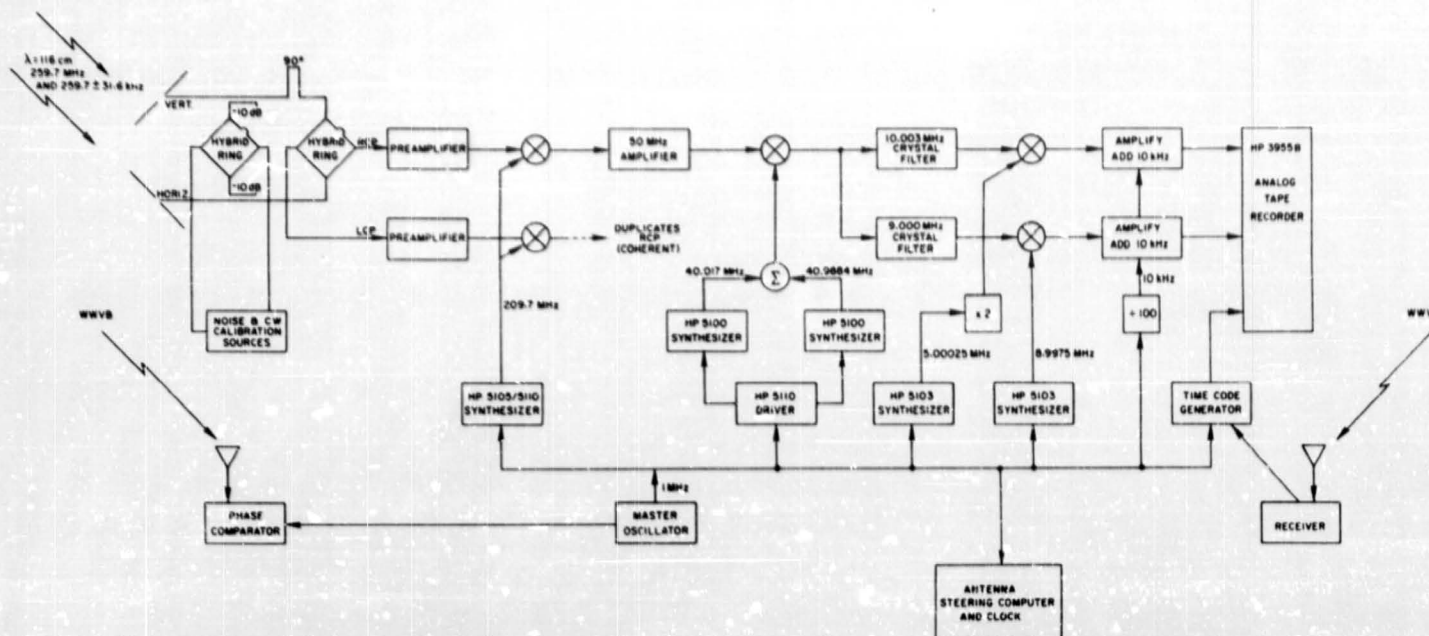 λ=116 cm
259.7 MHz
AND 259.7 ± 31.6 kHz
90°
VERT.
-10 dB
HYBRID
RING
HYBRID
RING
-10 dB
HORIZ.
RCP
PREAMPLIFIER
50 MHz
AMPLIFIER
10.003 MHz
CRYSTAL
FILTER
AMPLIFY
ADD 10 kHz
HP 3955B
ANALOG
TAPE
RECORDER
LCP
PREAMPLIFIER
DUPLICATES
RCP
(COHERENT)
9.000 MHz
CRYSTAL
FILTER
AMPLIFY
ADD 10 kHz
40.017 MHz
Σ
40.9684 MHz
209.7 MHz
10 kHz
NOISE & CW
CALIBRATION
SOURCES
HP 5100
SYNTHESIZER
HP 5100
SYNTHESIZER
x 2
÷100
WWVB
WWV
5.00025 MHz
8.9975 MHz
HP 5105/5110
SYNTHESIZER
HP 5110
DRIVER
HP 5103
SYNTHESIZER
HP 5103
SYNTHESIZER
TIME CODE
GENERATOR
1 MHz
PHASE
COMPARATOR
MASTER
OSCILLATOR
RECEIVER
ANTENNA
STEERING COMPUTER
AND CLOCK